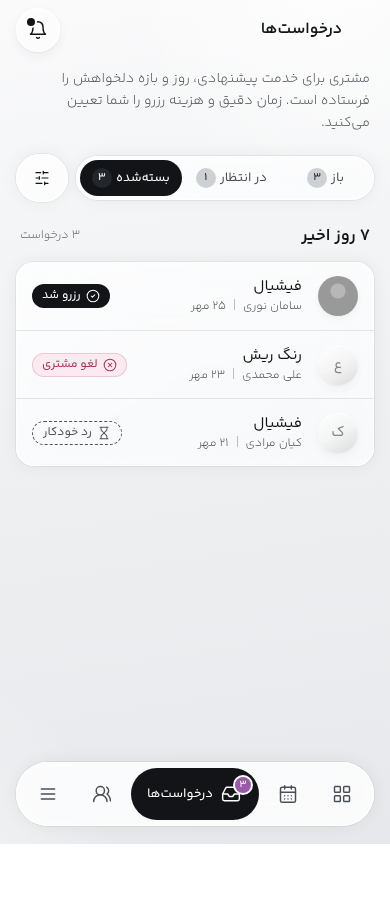 درخواست‌ها
مشتری برای خدمت پیشنهادی، روز و بازه دلخواهش را
فرستاده است. زمان دقیق و هزینه رزرو را شما تعیین
می‌کنید.
باز ۳
در انتظار ۱
بسته‌شده ۳
۷ روز اخیر
۳ درخواست
فیشیال
سامان نوری | ۲۵ مهر
رزرو شد
رنگ ریش
علی محمدی | ۲۳ مهر
لغو مشتری
ع
فیشیال
کیان مرادی | ۲۱ مهر
رد خودکار
ک
درخواست‌ها
۳